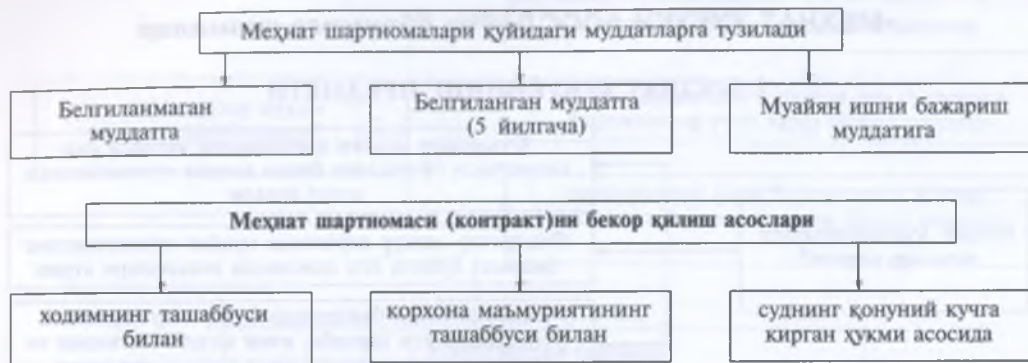 Меҳнат шартномалари қуйидаги муддатларга тузилади
Белгиланмаган
муддатга
Белгиланган муддатга
(5 йилгача)
Муайян ишни бажариш
муддатига
Меҳнат шартномаси (контракт)ни бекор қилиш асослари
ходимнинг ташаббуси
билан
корхона маъмуриятининг
ташаббуси билан
суднинг қонуний кучга
кирган ҳукми асосида